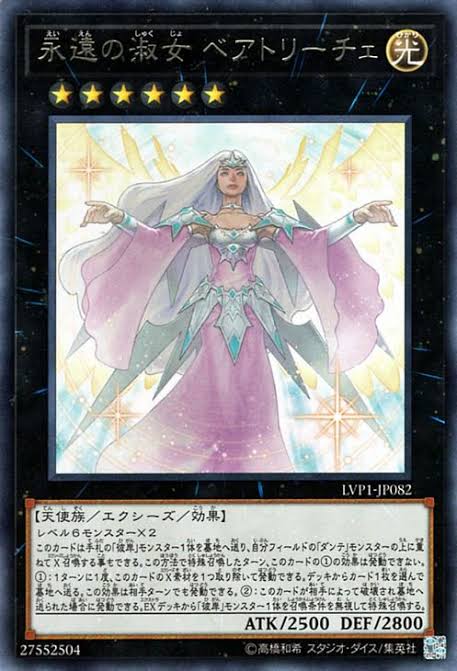 永遠の淑女 ベアトリーチェ
光
LVP1-JP082
【天使族/エクシーズ/効果】
レベル6モンスター×2
このカードは手札の「彼岸」モンスター1体を墓地へ送り、自分フィールドの「ダンテ」モンスターの上に重
ねてX召喚する事もできる。この方法で特殊召喚したターン、このカードの①の効果は発動できない。
①:1ターンに1度、このカードのX素材を1つ取り除いて発動できる。デッキからカード1枚を選んで
墓地へ送る。この効果は相手ターンでも発動できる。②:このカードが相手によって破壊され墓地へ
送られた場合に発動できる。EXデッキから「彼岸」モンスター1体を召喚条件を無視して特殊召喚する。
ATK/2500 DEF/2800
27552504
©高橋和希 スタジオ・ダイス/集英社